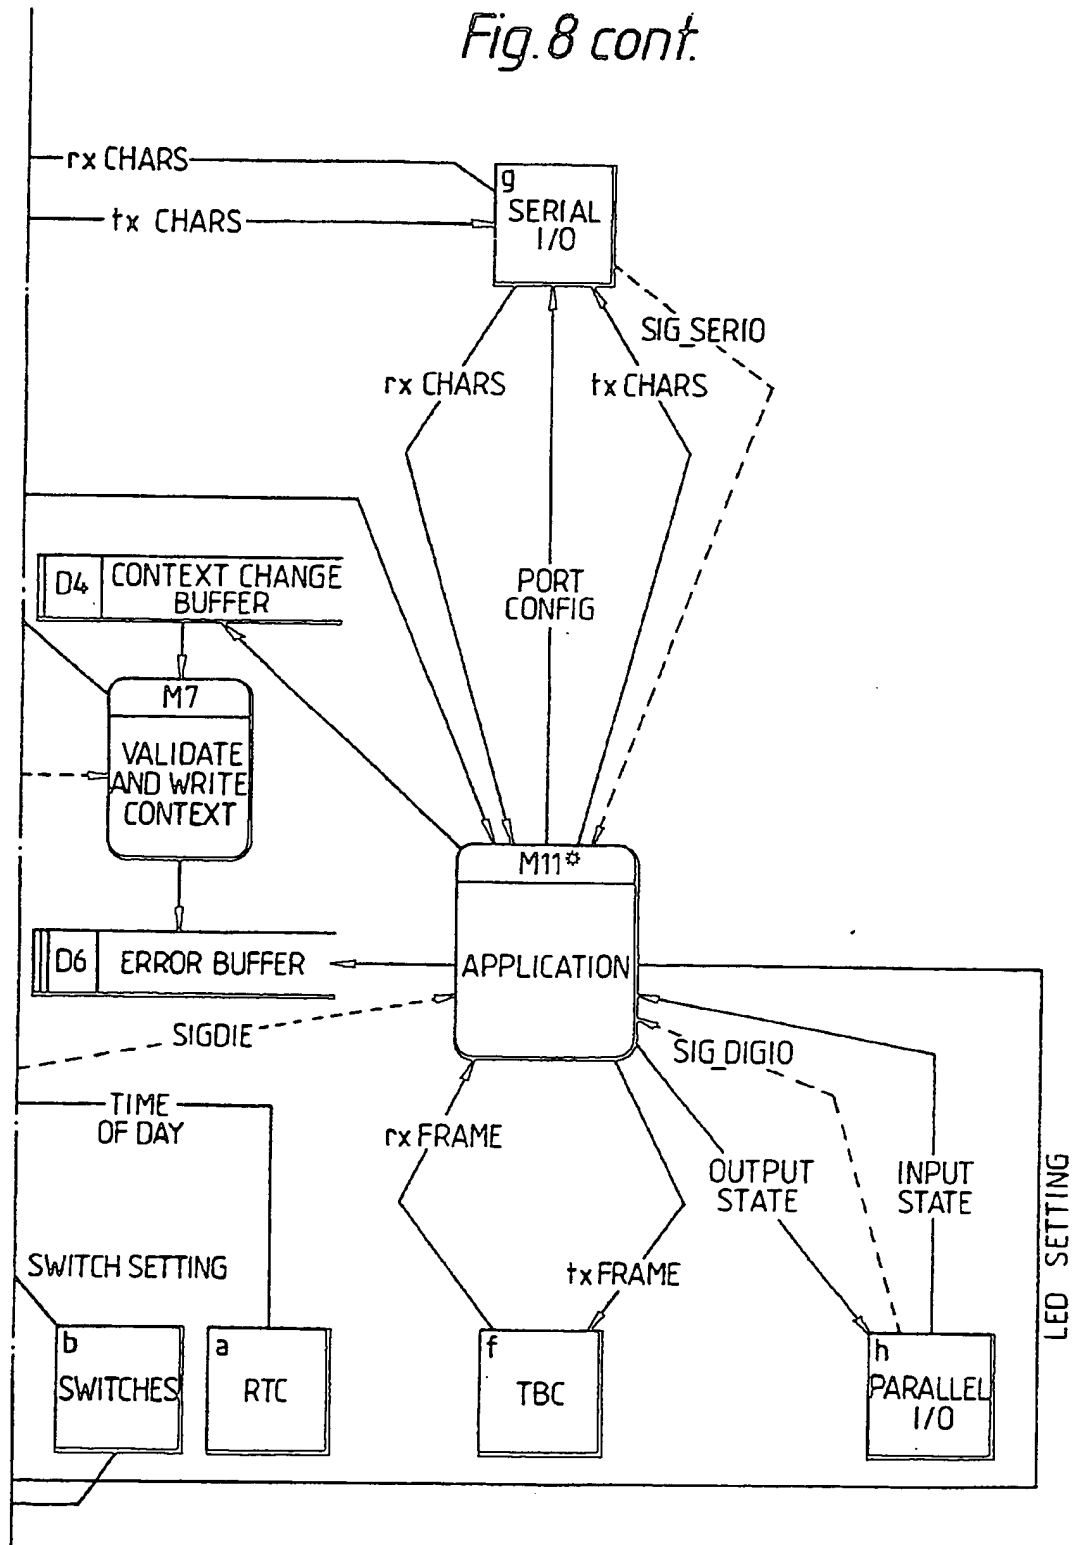 Fig. 8 cont.
rx CHARS
tx CHARS
g
SERIAL
I/O
SIG_SERIO
rx CHARS
tx CHARS
D4
CONTEXT CHANGE
BUFFER
PORT
CONFIG
M7
VALIDATE
AND WRITE
CONTEXT
M11*
APPLICATION
D6
ERROR BUFFER
SIGDIE
SIG_DIGIO
TIME
OF DAY
rx FRAME
OUTPUT
STATE
INPUT
STATE
LED SETTING
SWITCH SETTING
tx FRAME
b
SWITCHES
a
RTC
f
TBC
h
PARALLEL
I/O